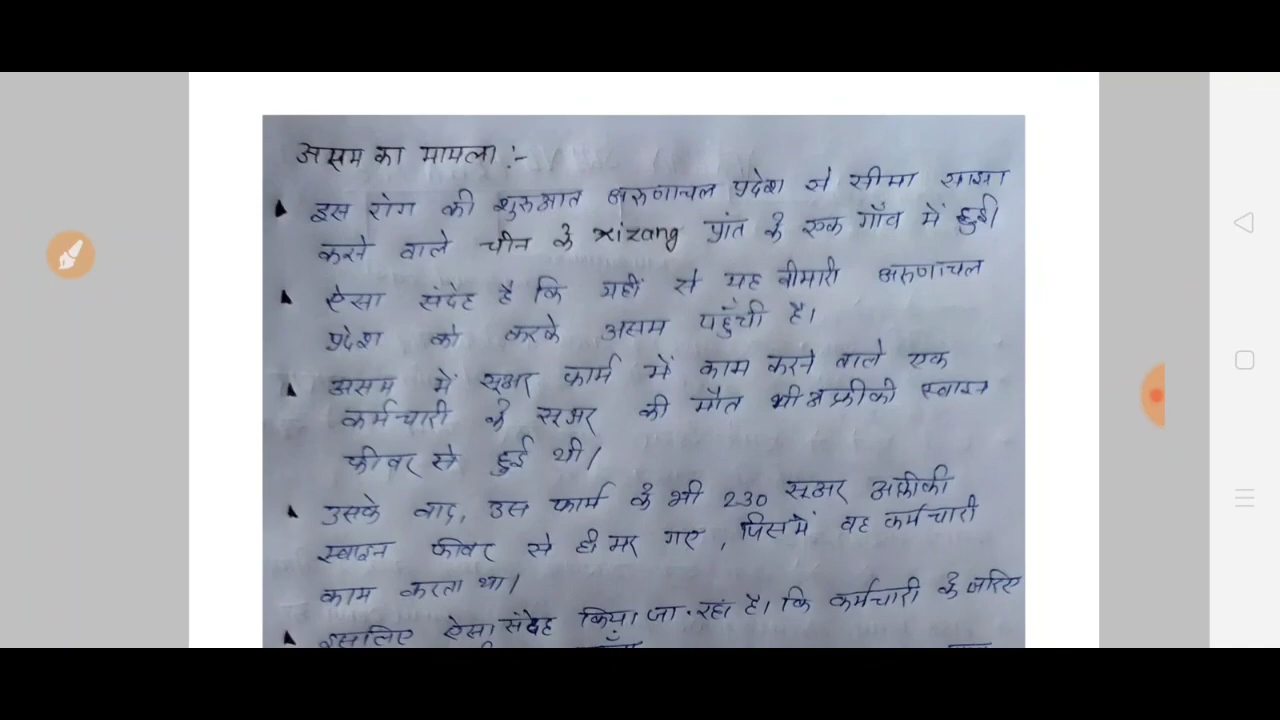 असम का मामला :-
इस रोग की शुरुआत अरुणाचल प्रदेश से सीमा साझा
करने वाले चीन के xizang प्रांत के एक गाँव में हुई
ऐसा संदेह है कि यहीं से यह बीमारी अरुणाचल
प्रदेश को करके असम पहुँची है।
असम में सूअर फार्म में काम करने वाले एक
कर्मचारी के सूअर की मौत भी अफ्रीकी स्वाइन
फीवर से हुई थी।
उसके बाद, उस फार्म के भी 230 सूअर अफ्रीकी
स्वाइन फीवर से ही मर गए, जिसमें वह कर्मचारी
काम करता था।
इसलिए ऐसा संदेह किया जा रहा है। कि कर्मचारी के जरिए